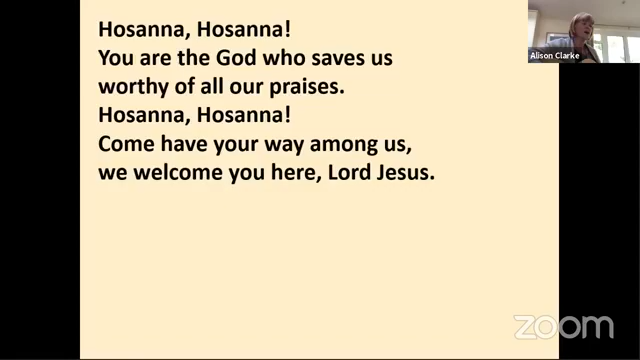 Hosanna, Hosanna!
You are the God who saves us
worthy of all our praises.
Hosanna, Hosanna!
Come have your way among us,
we welcome you here, Lord Jesus.
Alison Clarke
zoom